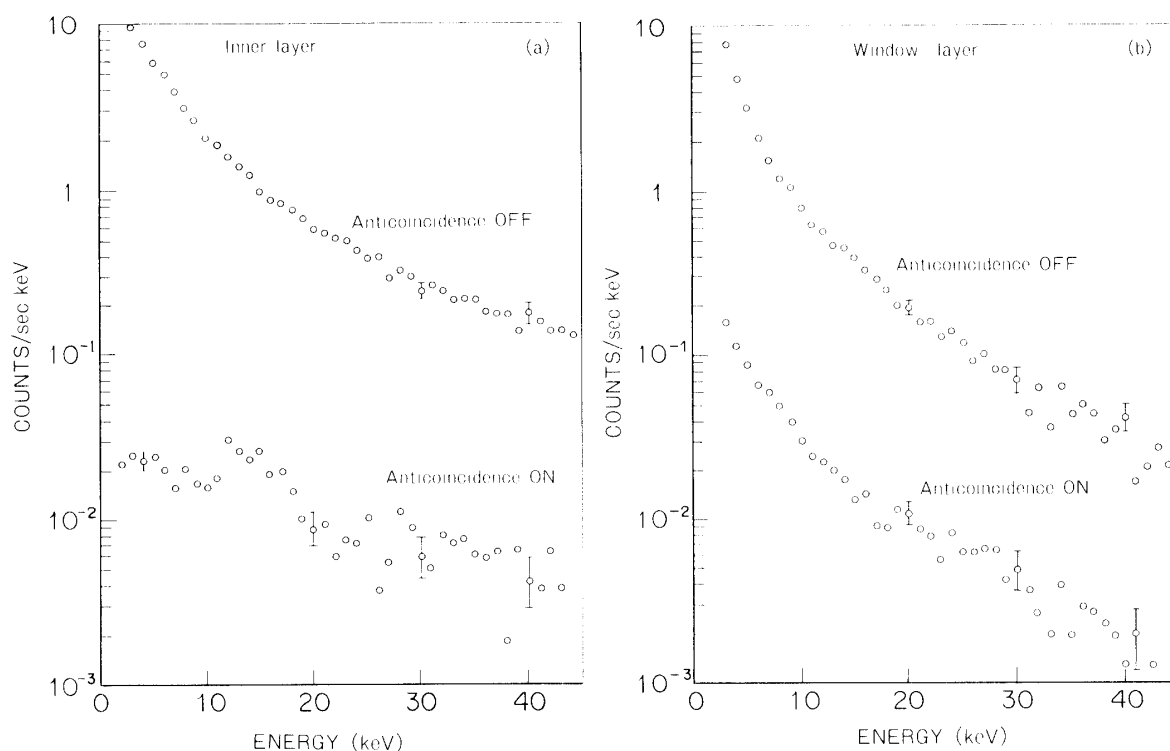 10
Inner layer
(a)
1
Anticoincidence OFF
COUNTS/sec keV
10⁻¹
Anticoincidence ON
10⁻²
10⁻³
0
10
20
30
40
ENERGY (keV)
10
Window layer
(b)
1
Anticoincidence OFF
COUNTS/sec keV
10⁻¹
Anticoincidence ON
10⁻²
10⁻³
0
10
20
30
40
ENERGY (keV)